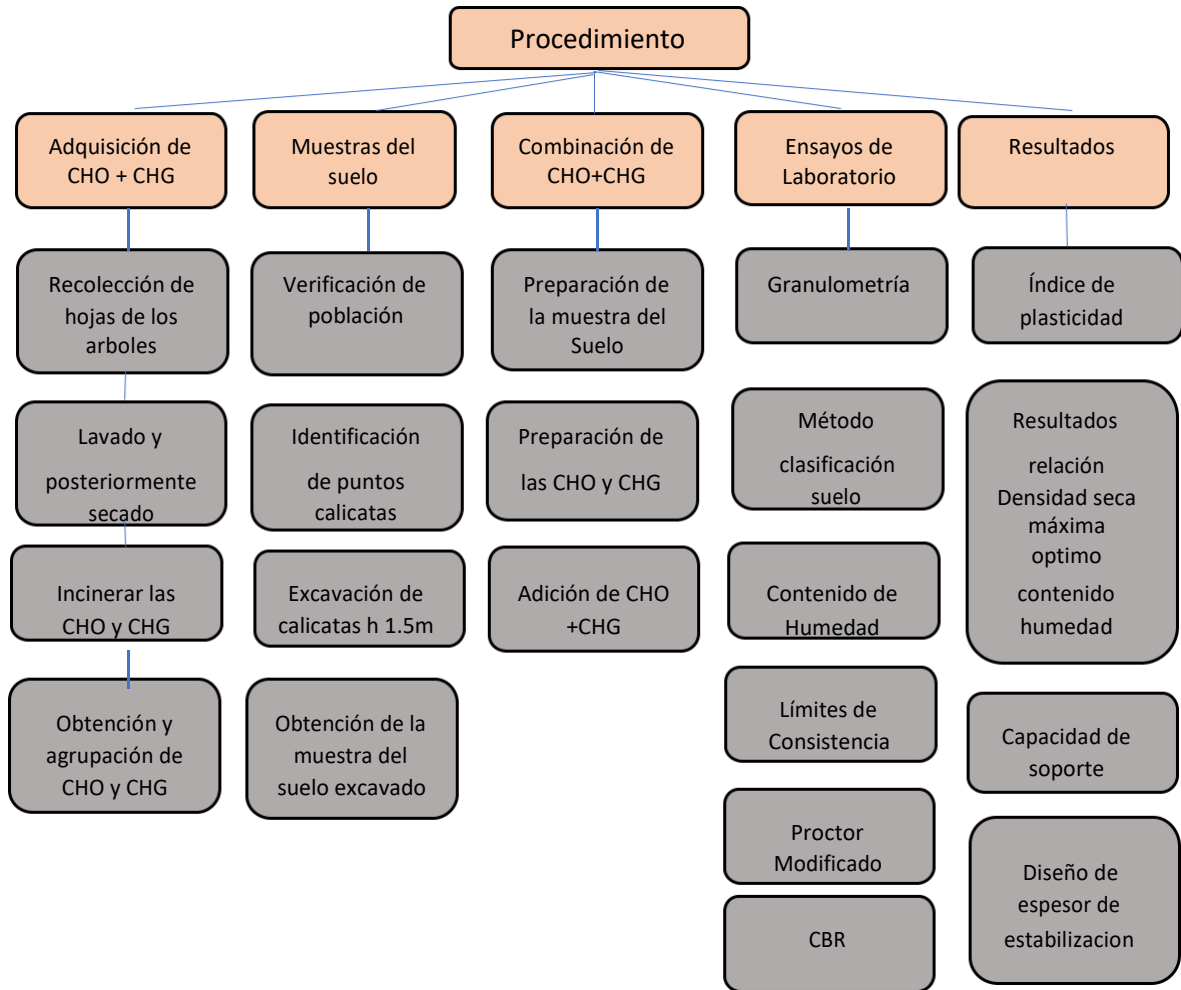 Procedimiento
Adquisición de
CHO + CHG
Muestras del
suelo
Combinación de
CHO+CHG
Ensayos de
Laboratorio
Resultados
Recolección de
hojas de los
arboles
Lavado y
posteriormente
secado
Incinerar las
CHO y CHG
Obtención y
agrupación de
CHO y CHG
Verificación de
población
Identificación
de puntos
calicatas
Excavación de
calicatas h 1.5m
Obtención de la
muestra del
suelo excavado
Preparación de
la muestra del
Suelo
Preparación de
las CHO y CHG
Adición de CHO
+CHG
Granulometría
Método
clasificación
suelo
Contenido de
Humedad
Límites de
Consistencia
Proctor
Modificado
CBR
Índice de
plasticidad
Resultados
relación
Densidad seca
máxima
optimo
contenido
humedad
Capacidad de
soporte
Diseño de
espesor de
estabilizacion